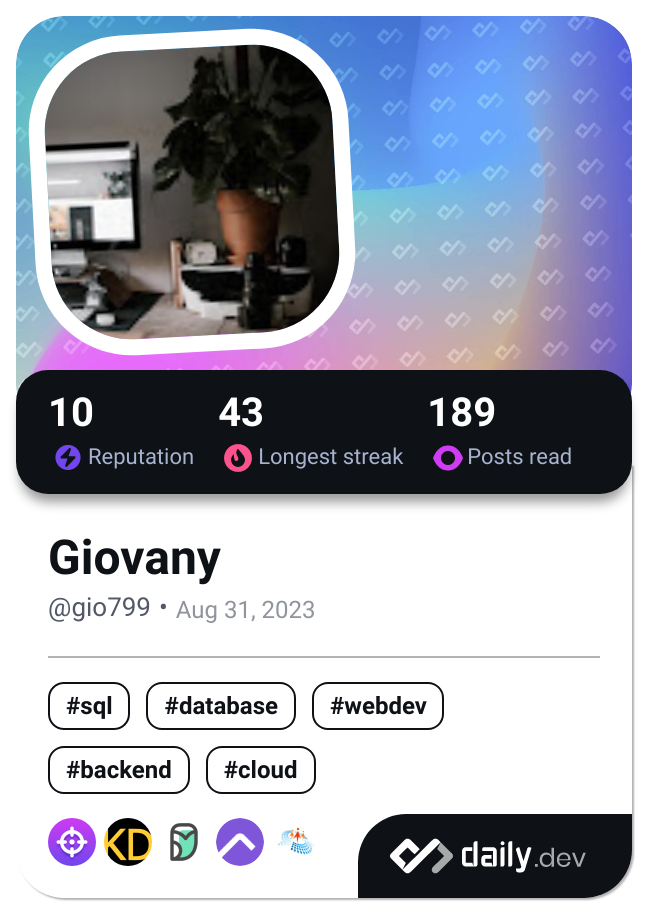 10 43 189
Reputation Longest streak Posts read
Giovany
@gio799 • Aug 31, 2023
#sql #database #webdev
#backend #cloud
KD
daily.dev